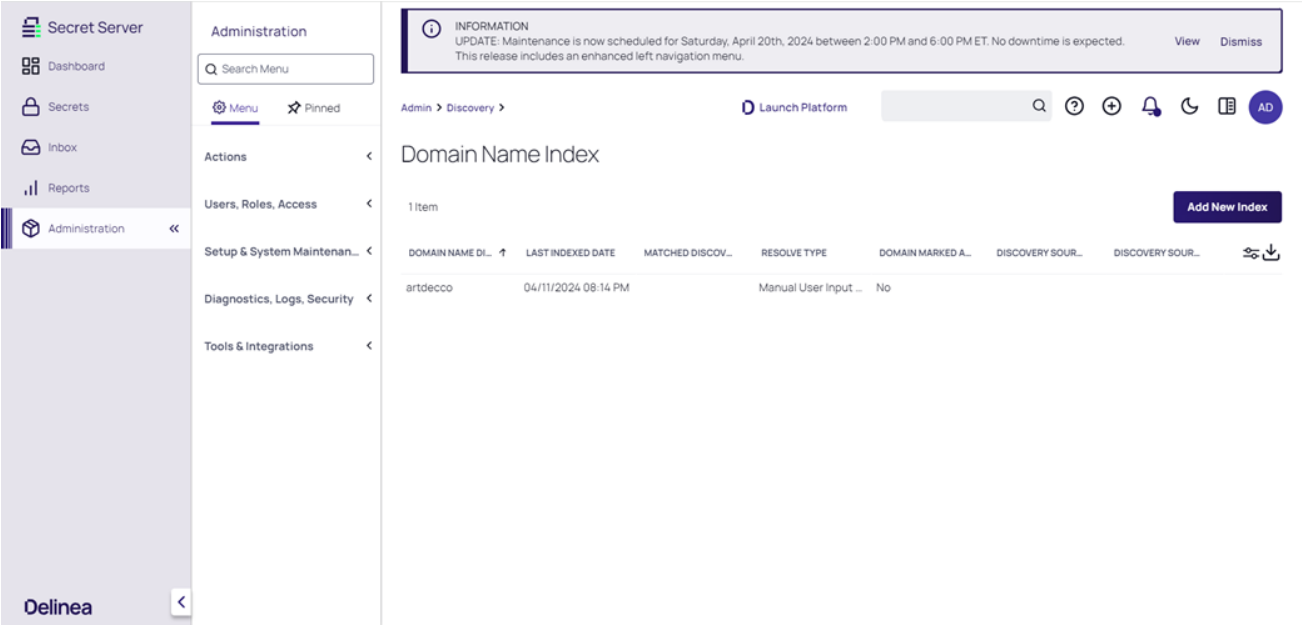 Secret Server
Dashboard
Secrets
Inbox
Reports
Administration
Delinea
Administration
Search Menu
Menu Pinned
Actions
Users, Roles, Access
Setup & System Maintenan...
Diagnostics, Logs, Security
Tools & Integrations
INFORMATION
UPDATE: Maintenance is now scheduled for Saturday, April 20th, 2024 between 2:00 PM and 6:00 PM ET. No downtime is expected.
This release includes an enhanced left navigation menu.
View Dismiss
Admin > Discovery >
Launch Platform
AD
Domain Name Index
1 Item
Add New Index
DOMAIN NAME DI... LAST INDEXED DATE MATCHED DISCOV... RESOLVE TYPE DOMAIN MARKED A... DISCOVERY SOUR... DISCOVERY SOUR...
artdecco 04/11/2024 08:14 PM Manual User Input ... No